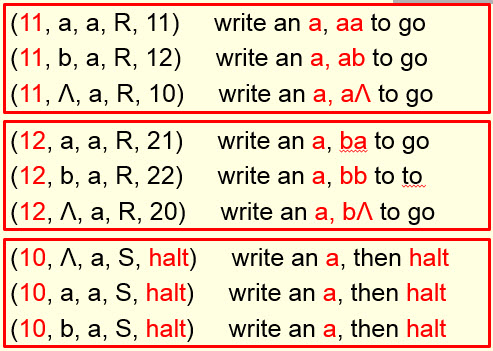 (11, a, a, R, 11) write an a, aa to go
(11, b, a, R, 12) write an a, ab to go
(11, Λ, a, R, 10) write an a, aΛ to go
(12, a, a, R, 21) write an a, ba to go
(12, b, a, R, 22) write an a, bb to to
(12, Λ, a, R, 20) write an a, bΛ to go
(10, Λ, a, S, halt) write an a, then halt
(10, a, a, S, halt) write an a, then halt
(10, b, a, S, halt) write an a, then halt